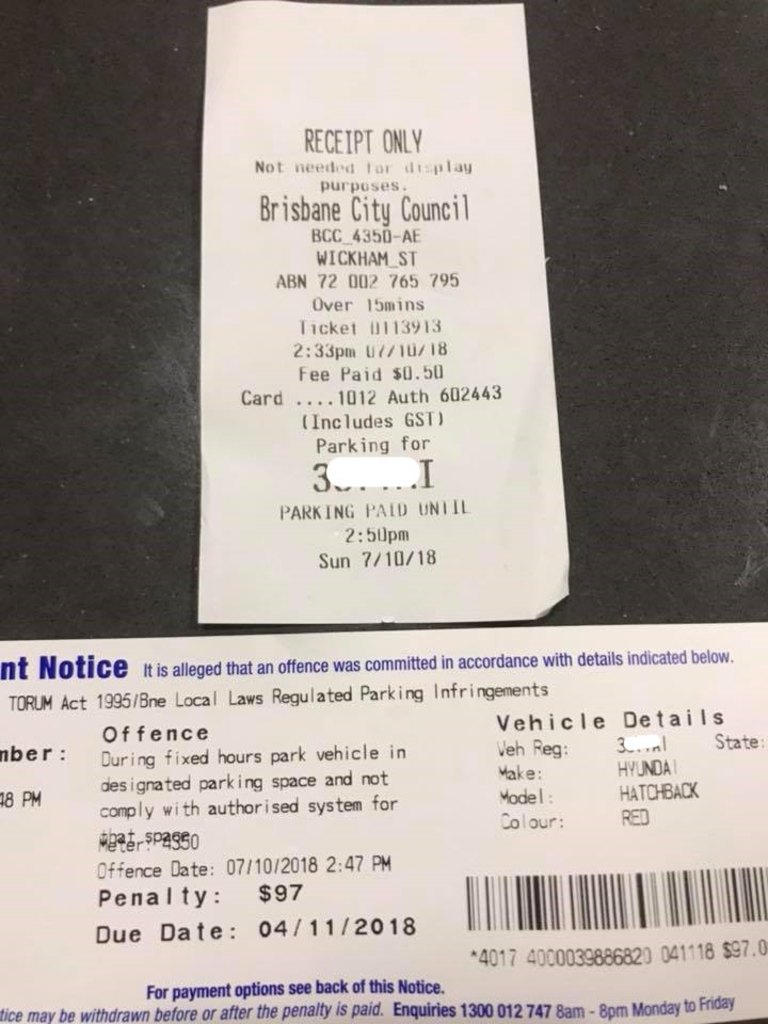 RECEIPT ONLY
Not needed for display
purposes.
Brisbane City Council
BCC_4350-AE
WICKHAM_ST
ABN 72 002 765 795
Over 15mins
Ticket 0113913
2:33pm 07/10/18
Fee Paid $0.50
Card ....1012 Auth 602443
(Includes GST)
Parking for
3 I
PARKING PAID UNTIL
2:50pm
Sun 7/10/18
nt Notice It is alleged that an offence was committed in accordance with details indicated below.
TORUM Act 1995/Bne Local Laws Regulated Parking Infringements
mber:
48 PM
Offence
During fixed hours park vehicle in
designated parking space and not
comply with authorised system for
that space
Meter: 4350
Offence Date: 07/10/2018 2:47 PM
Penalty: $97
Due Date: 04/11/2018
Vehicle Details
Veh Reg: 3 I State:
Make: HYUNDAI
Model: HATCHBACK
Colour: RED
*4017 4000039886820 041118 $97.0
For payment options see back of this Notice.
tice may be withdrawn before or after the penalty is paid. Enquiries 1300 012 747 8am - 8pm Monday to Friday